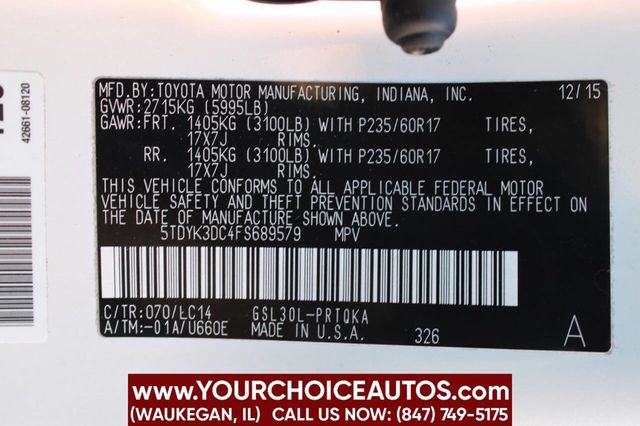 MFD.BY:TOYOTA MOTOR MANUFACTURING, INDIANA, INC. 12/15
GVWR:2715KG (5995LB)
GAWR:FRT. 1405KG (3100LB) WITH P235/60R17 TIRES,
17X7J RIMS.
RR. 1405KG (3100LB) WITH P235/60R17 TIRES,
17X7J RIMS.
THIS VEHICLE CONFORMS TO ALL APPLICABLE FEDERAL MOTOR
VEHICLE SAFETY AND THEFT PREVENTION STANDARDS IN EFFECT ON
THE DATE OF MANUFACTURE SHOWN ABOVE.
5TDYK3DC4FS689579 MPV
C/TR:070/LC14 GSL30L-PRTQKA
A/TM:-01A/U660E MADE IN U.S.A. 326 A
42661-08120
WWW.YOURCHOICEAUTOS.COM
(WAUKEGAN, IL) CALL US NOW: (847) 749-5175